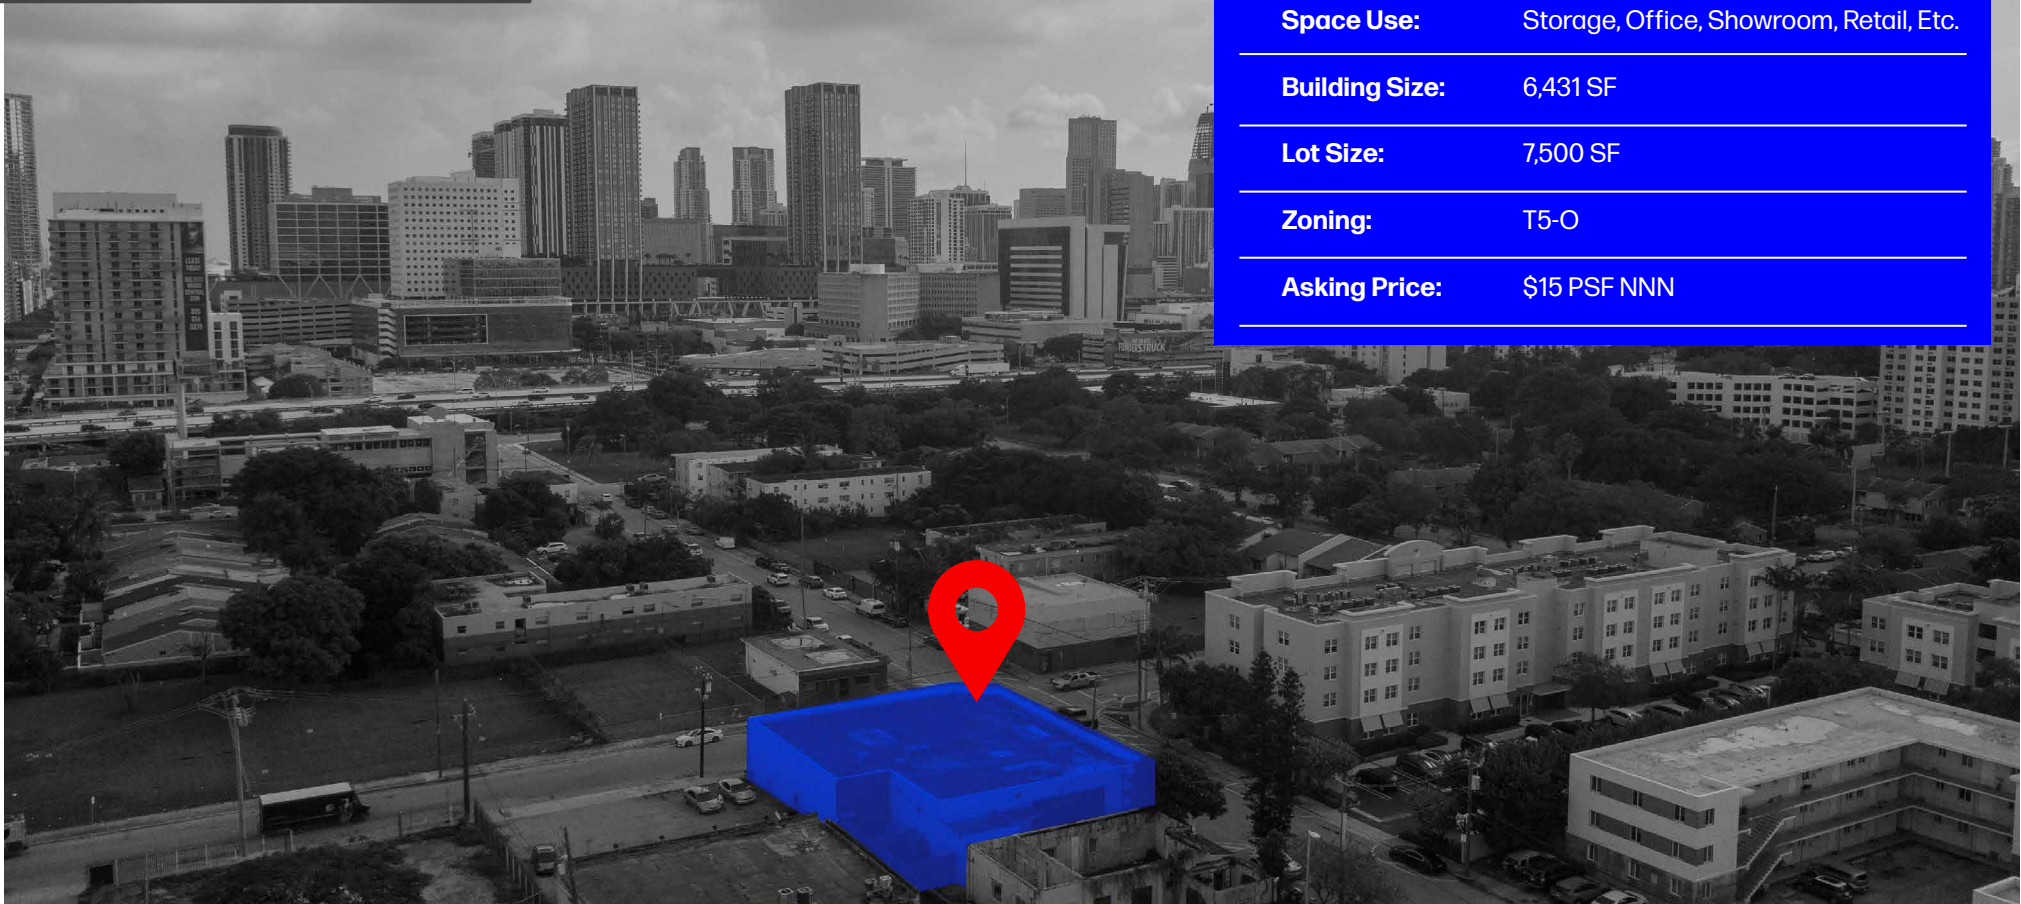 Space Use: Storage, Office, Showroom, Retail, Etc.
Building Size: 6,431 SF
Lot Size: 7,500 SF
Zoning: T5-O
Asking Price: $15 PSF NNN